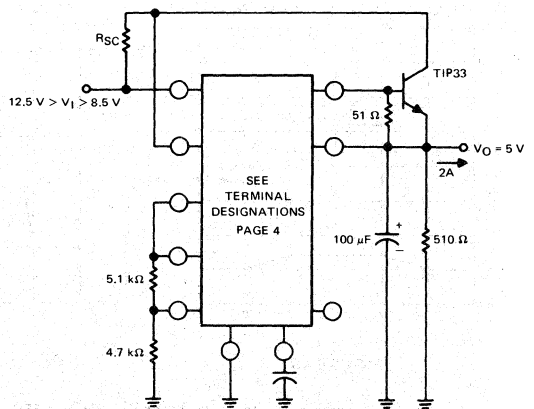 RSC
TIP33
12.5 V > VI > 8.5 V
51 Ω
VO = 5 V
2A
SEE
TERMINAL
DESIGNATIONS
PAGE 4
100 µF
+
−
510 Ω
5.1 kΩ
4.7 kΩ